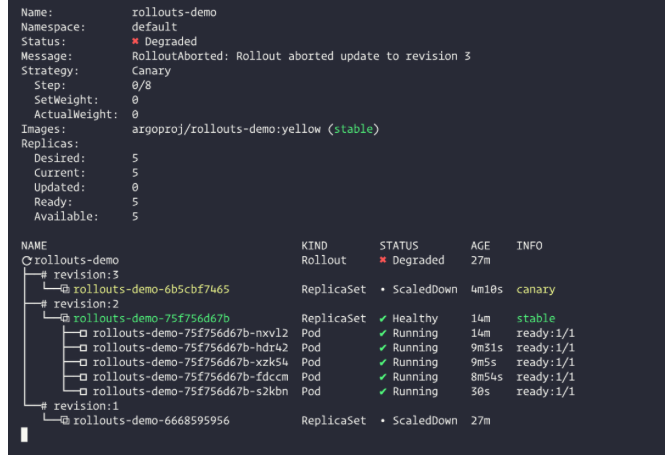 Name: rollouts-demo
Namespace: default
Status: ✖ Degraded
Message: RolloutAborted: Rollout aborted update to revision 3
Strategy: Canary
Step: 0/8
SetWeight: 0
ActualWeight: 0
Images: argoproj/rollouts-demo:yellow (stable)
Replicas:
Desired: 5
Current: 5
Updated: 0
Ready: 5
Available: 5
NAME KIND STATUS AGE INFO
⟳ rollouts-demo Rollout ✖ Degraded 27m
├──# revision:3
│  └──⧉ rollouts-demo-6b5cbf7465 ReplicaSet • ScaledDown 4m10s canary
├──# revision:2
│  └──⧉ rollouts-demo-75f756d67b ReplicaSet ✔ Healthy 14m stable
│     ├──□ rollouts-demo-75f756d67b-nxvl2 Pod ✔ Running 14m ready:1/1
│     ├──□ rollouts-demo-75f756d67b-hdr42 Pod ✔ Running 9m31s ready:1/1
│     ├──□ rollouts-demo-75f756d67b-xzk54 Pod ✔ Running 9m5s ready:1/1
│     ├──□ rollouts-demo-75f756d67b-fdccm Pod ✔ Running 8m54s ready:1/1
│     └──□ rollouts-demo-75f756d67b-s2kbn Pod ✔ Running 30s ready:1/1
└──# revision:1
   └──⧉ rollouts-demo-6668595956 ReplicaSet • ScaledDown 27m